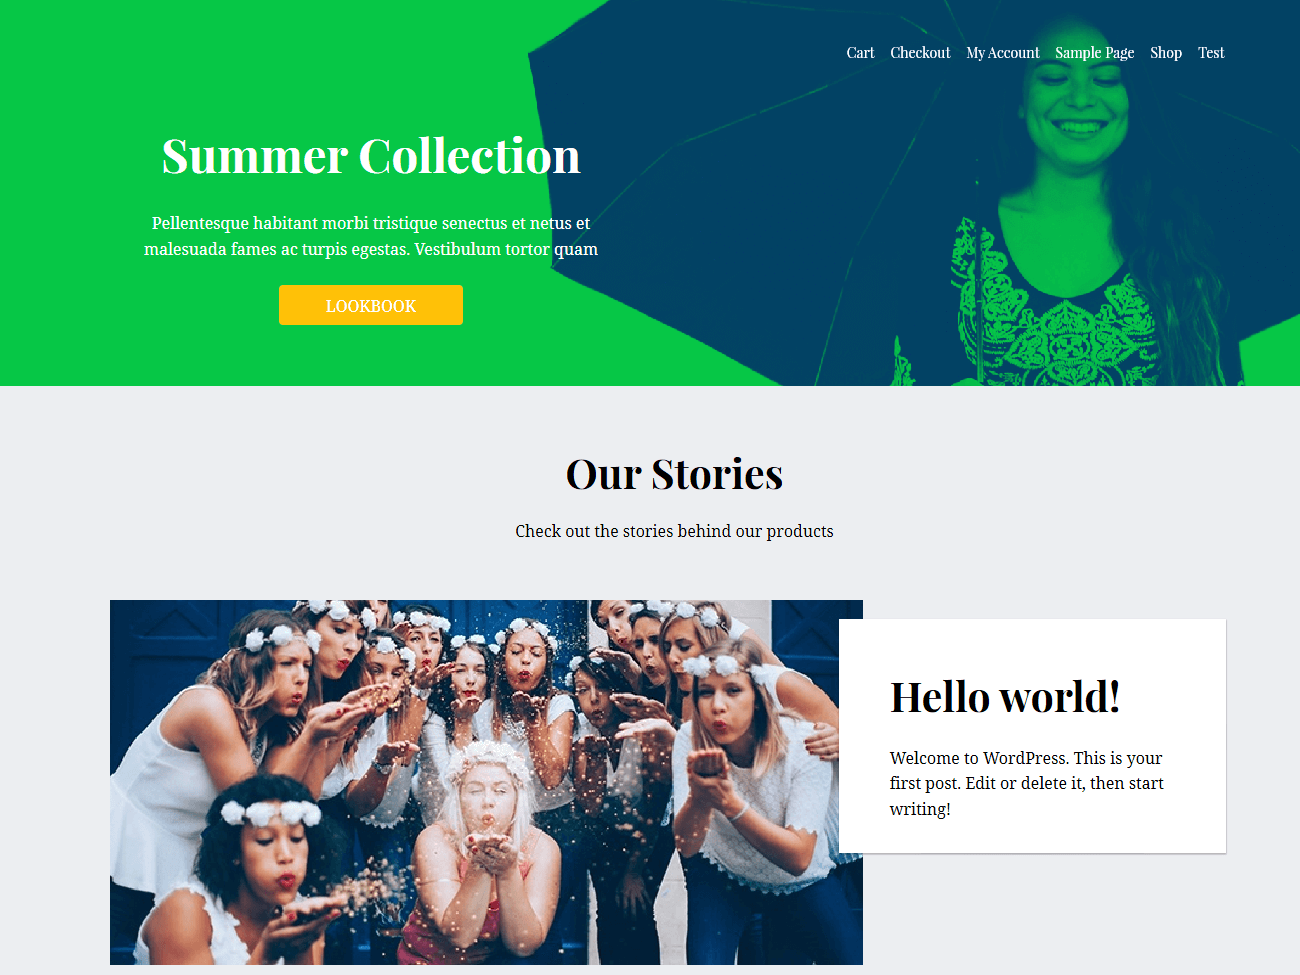 Cart Checkout My Account Sample Page Shop Test
Summer Collection
Pellentesque habitant morbi tristique senectus et netus et
malesuada fames ac turpis egestas. Vestibulum tortor quam
LOOKBOOK
Our Stories
Check out the stories behind our products
Hello world!
Welcome to WordPress. This is your
first post. Edit or delete it, then start
writing!